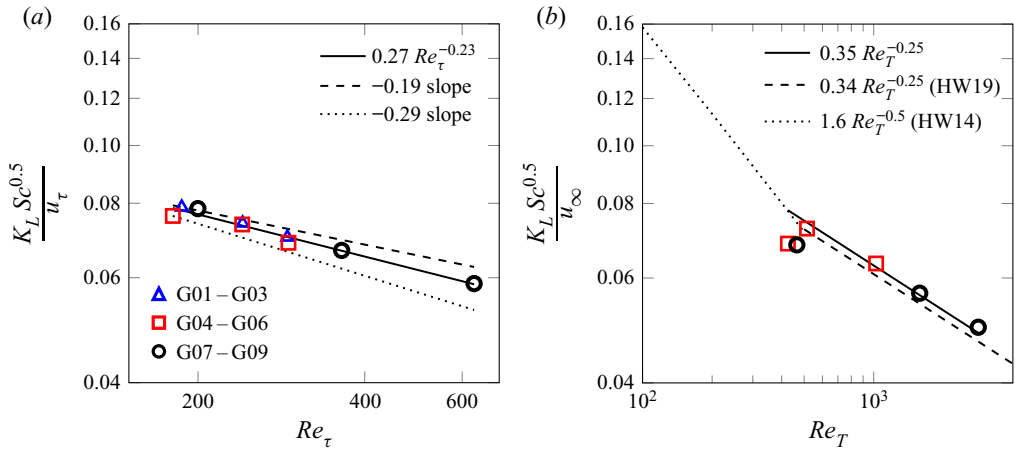 (a)
0.16
0.14
0.12
0.10
0.08
0.06
0.04
K_L Sc^0.5
u_τ
0.27 Re_τ^−0.23
−0.19 slope
−0.29 slope
G01 – G03
G04 – G06
G07 – G09
200 400 600
Re_τ
(b)
0.16
0.14
0.12
0.10
0.08
0.06
0.04
K_L Sc^0.5
u_∞
0.35 Re_T^−0.25
0.34 Re_T^−0.25 (HW19)
1.6 Re_T^−0.5 (HW14)
10^2 10^3
Re_T